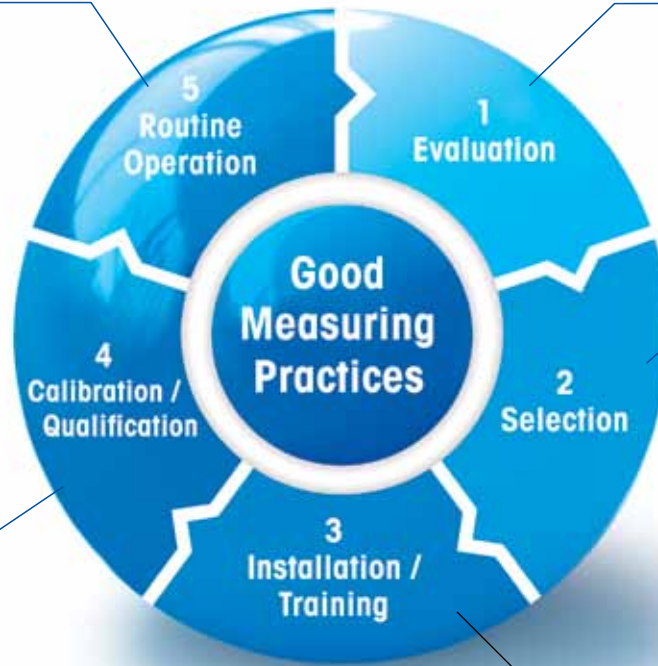 Good
Measuring
Practices
1
Evaluation
2
Selection
3
Installation /
Training
4
Calibration /
Qualification
5
Routine
Operation